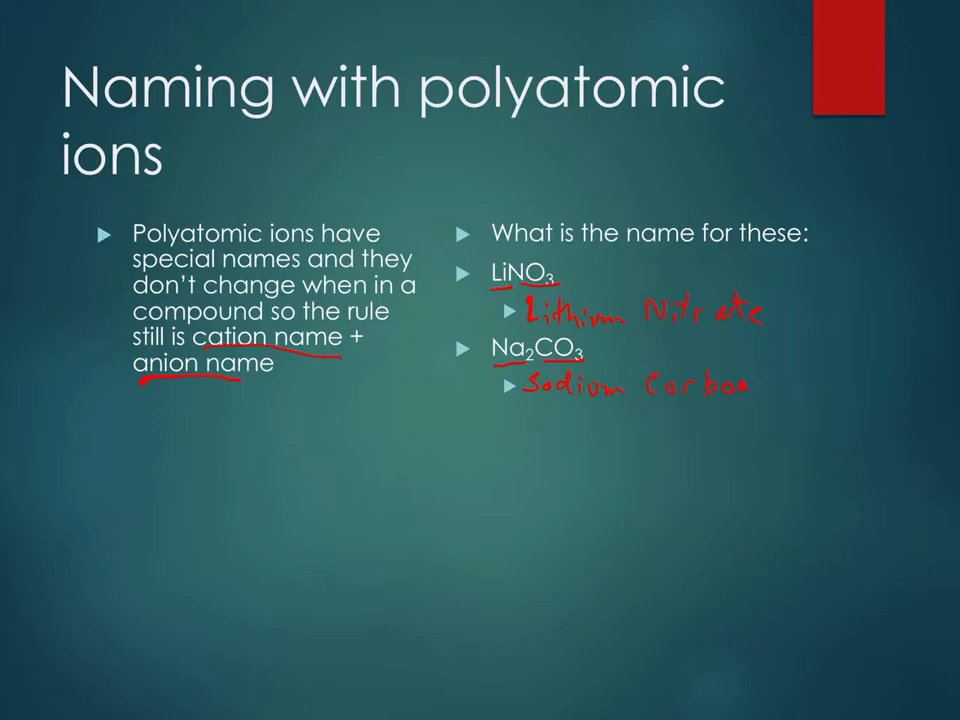 Naming with polyatomic
ions
Polyatomic ions have
special names and they
don't change when in a
compound so the rule
still is cation name +
anion name
What is the name for these:
LiNO₃
Lithium Nitrate
Na₂CO₃
Sodium Carbon